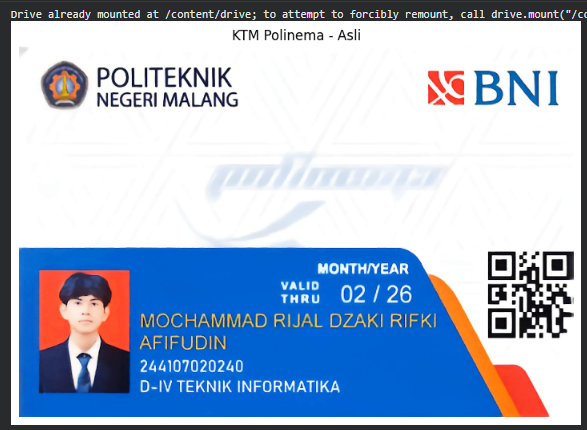 Drive already mounted at /content/drive; to attempt to forcibly remount, call drive.mount("/co
KTM Polinema - Asli
POLITEKNIK
NEGERI MALANG
BNI
polinema
MONTH/YEAR
VALID
THRU 02 / 26
MOCHAMMAD RIJAL DZAKI RIFKI
AFIFUDIN
244107020240
D-IV TEKNIK INFORMATIKA